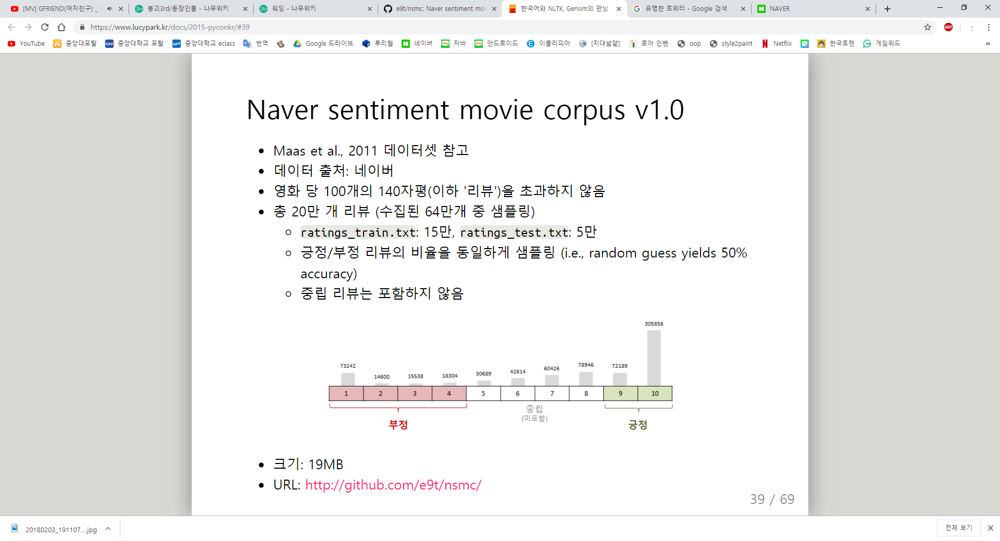 [MV] GFRIEND(여자친구) _
붕괴3rd/등장인물 - 나무위키
워딩 - 나무위키
e9t/nsmc: Naver sentiment mov
한국어와 NLTK, Gensim의 만남
유명한 트위터 - Google 검색
NAVER
https://www.lucypark.kr/docs/2015-pyconkr/#39
ABP
YouTube
중앙대포탈
CAU 중앙대학교 포탈
중앙대학교 eclass
번역
Google 드라이브
루리웹
네이버
자바
안드로이드
이클리피아
[지대넓얕]
로아 인벤
oop
style2paint
Netflix
한국토렌
게임위드
»
Naver sentiment movie corpus v1.0
• Maas et al., 2011 데이터셋 참고
• 데이터 출처: 네이버
• 영화 당 100개의 140자평(이하 '리뷰')을 초과하지 않음
• 총 20만 개 리뷰 (수집된 64만개 중 샘플링)
ratings_train.txt: 15만, ratings_test.txt: 5만
긍정/부정 리뷰의 비율을 동일하게 샘플링 (i.e., random guess yields 50%
accuracy)
중립 리뷰는 포함하지 않음
305856
73242 14600 15538 18304 30689 42614 60426 78946 72189
1 2 3 4 5 6 7 8 9 10
부정
중립
(미포함)
긍정
• 크기: 19MB
• URL: http://github.com/e9t/nsmc/
39 / 69
20180203_191107....jpg
전체 보기